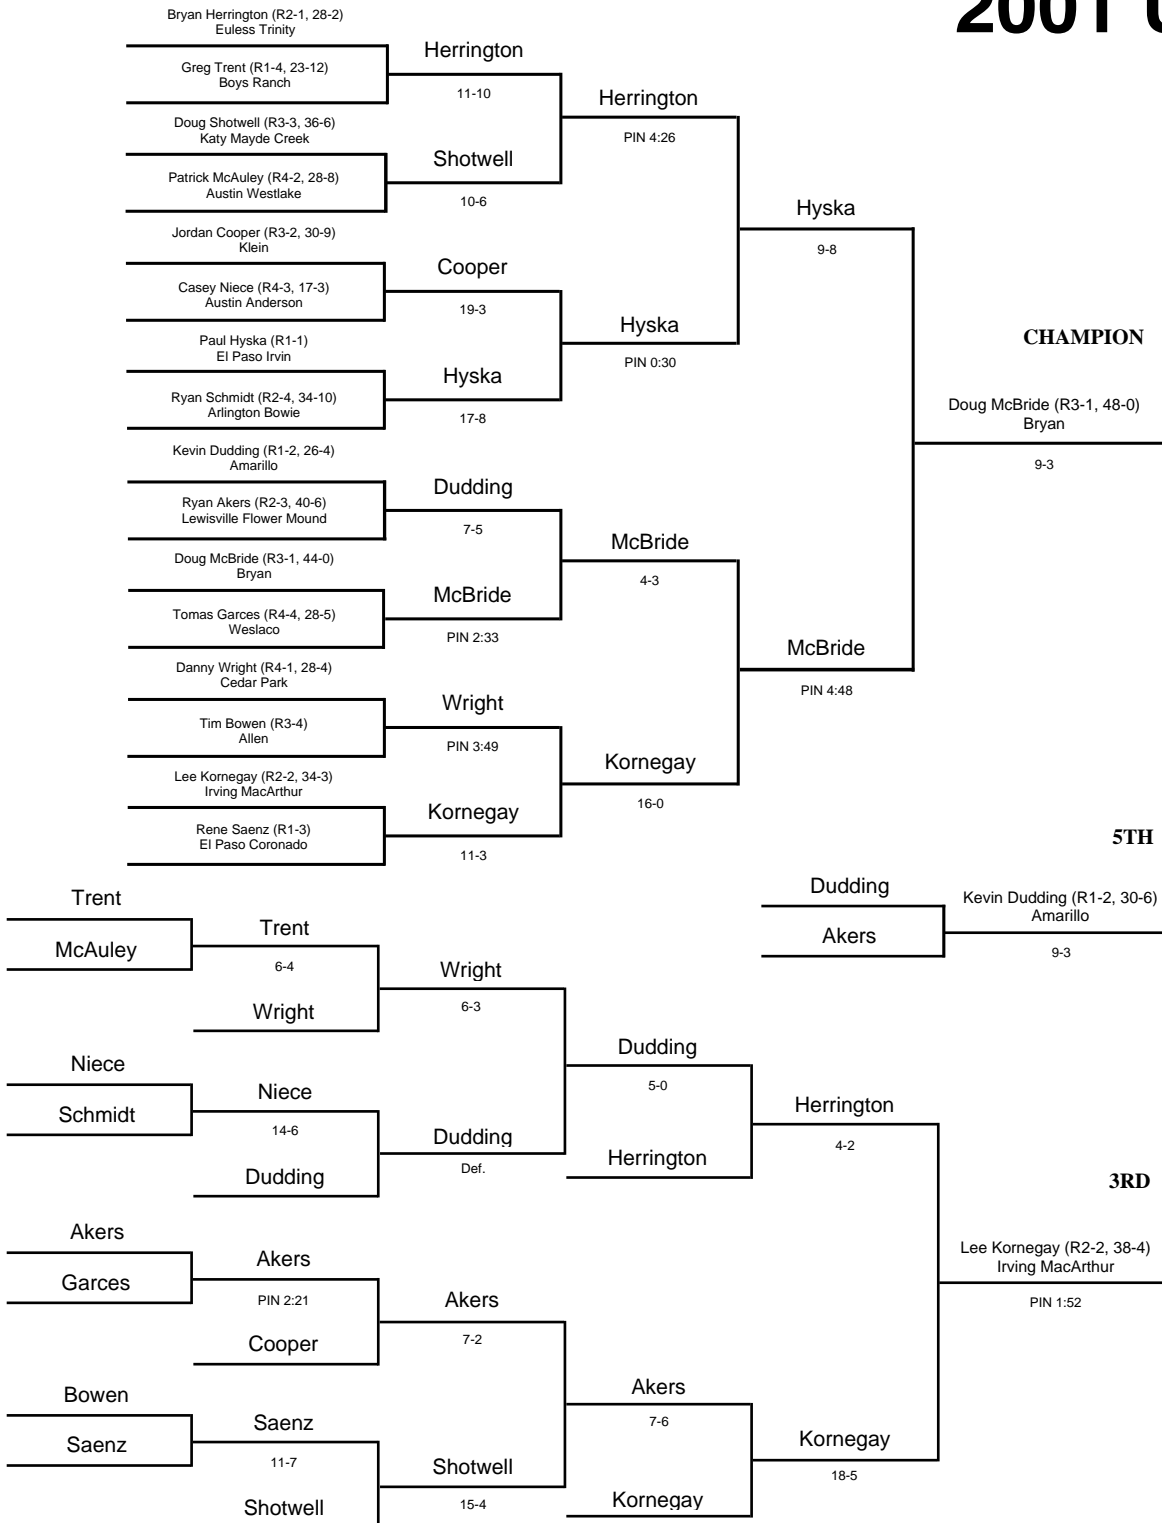 2001 U
Bryan Herrington (R2-1, 28-2)
Euless Trinity
Greg Trent (R1-4, 23-12)
Boys Ranch
Doug Shotwell (R3-3, 36-6)
Katy Mayde Creek
Patrick McAuley (R4-2, 28-8)
Austin Westlake
Jordan Cooper (R3-2, 30-9)
Klein
Casey Niece (R4-3, 17-3)
Austin Anderson
Paul Hyska (R1-1)
El Paso Irvin
Ryan Schmidt (R2-4, 34-10)
Arlington Bowie
Kevin Dudding (R1-2, 26-4)
Amarillo
Ryan Akers (R2-3, 40-6)
Lewisville Flower Mound
Doug McBride (R3-1, 44-0)
Bryan
Tomas Garces (R4-4, 28-5)
Weslaco
Danny Wright (R4-1, 28-4)
Cedar Park
Tim Bowen (R3-4)
Allen
Lee Kornegay (R2-2, 34-3)
Irving MacArthur
Rene Saenz (R1-3)
El Paso Coronado
Herrington
11-10
Shotwell
10-6
Cooper
19-3
Hyska
17-8
Dudding
7-5
McBride
PIN 2:33
Wright
PIN 3:49
Kornegay
11-3
Herrington
PIN 4:26
Hyska
PIN 0:30
McBride
4-3
Kornegay
16-0
Hyska
9-8
McBride
PIN 4:48
CHAMPION
Doug McBride (R3-1, 48-0)
Bryan
9-3
5TH
Dudding
Akers
Kevin Dudding (R1-2, 30-6)
Amarillo
9-3
Trent
McAuley
Niece
Schmidt
Akers
Garces
Bowen
Saenz
Trent
6-4
Wright
Niece
14-6
Dudding
Akers
PIN 2:21
Cooper
Saenz
11-7
Shotwell
Wright
6-3
Dudding
Def.
Akers
7-2
Shotwell
15-4
Dudding
5-0
Herrington
Akers
7-6
Kornegay
Herrington
4-2
Kornegay
18-5
3RD
Lee Kornegay (R2-2, 38-4)
Irving MacArthur
PIN 1:52